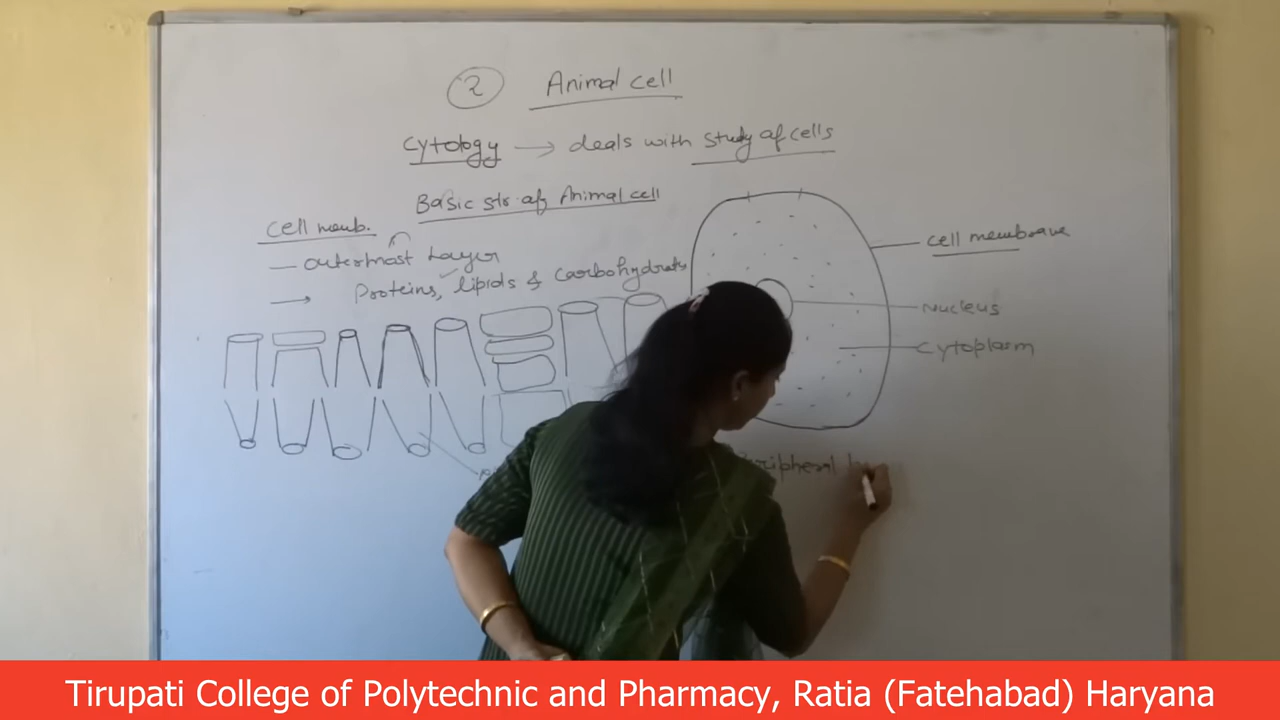 2 Animal cell
Cytology → deals with study of cells
Basic str. of Animal cell
Cell memb.
— outermost Layer
→ Proteins, lipids & Carbohydrates
cell membrane
Nucleus
Cytoplasm
Tirupati College of Polytechnic and Pharmacy, Ratia (Fatehabad) Haryana